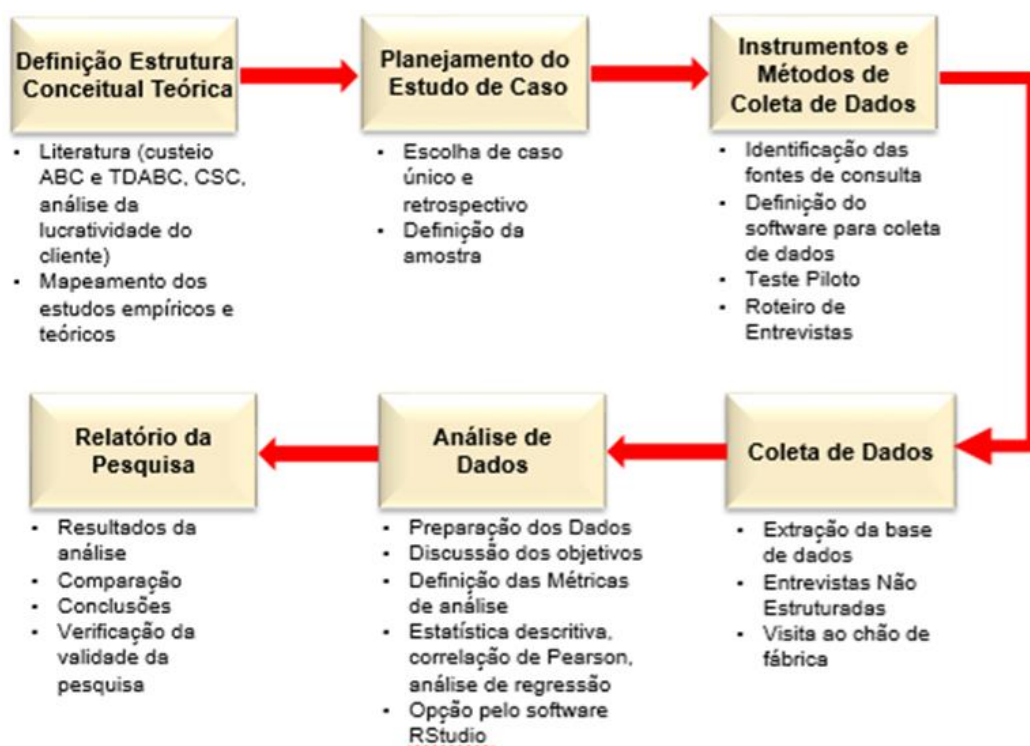 Definição Estrutura
Conceitual Teórica
▪ Literatura (custeio
ABC e TDABC, CSC,
análise da
lucratividade do
cliente)
▪ Mapeamento dos
estudos empíricos e
teóricos
Planejamento do
Estudo de Caso
▪ Escolha de caso
único e
retrospectivo
▪ Definição da
amostra
Instrumentos e
Métodos de
Coleta de Dados
▪ Identificação das
fontes de consulta
▪ Definição do
software para coleta
de dados
▪ Teste Piloto
▪ Roteiro de
Entrevistas
Coleta de Dados
▪ Extração da base
de dados
▪ Entrevistas Não
Estruturadas
▪ Visita ao chão de
fábrica
Análise de
Dados
▪ Preparação dos Dados
▪ Discussão dos objetivos
▪ Definição das Métricas
de análise
▪ Estatística descritiva,
correlação de Pearson,
análise de regressão
▪ Opção pelo software
RStudio
Relatório da
Pesquisa
▪ Resultados da
análise
▪ Comparação
▪ Conclusões
▪ Verificação da
validade da
pesquisa